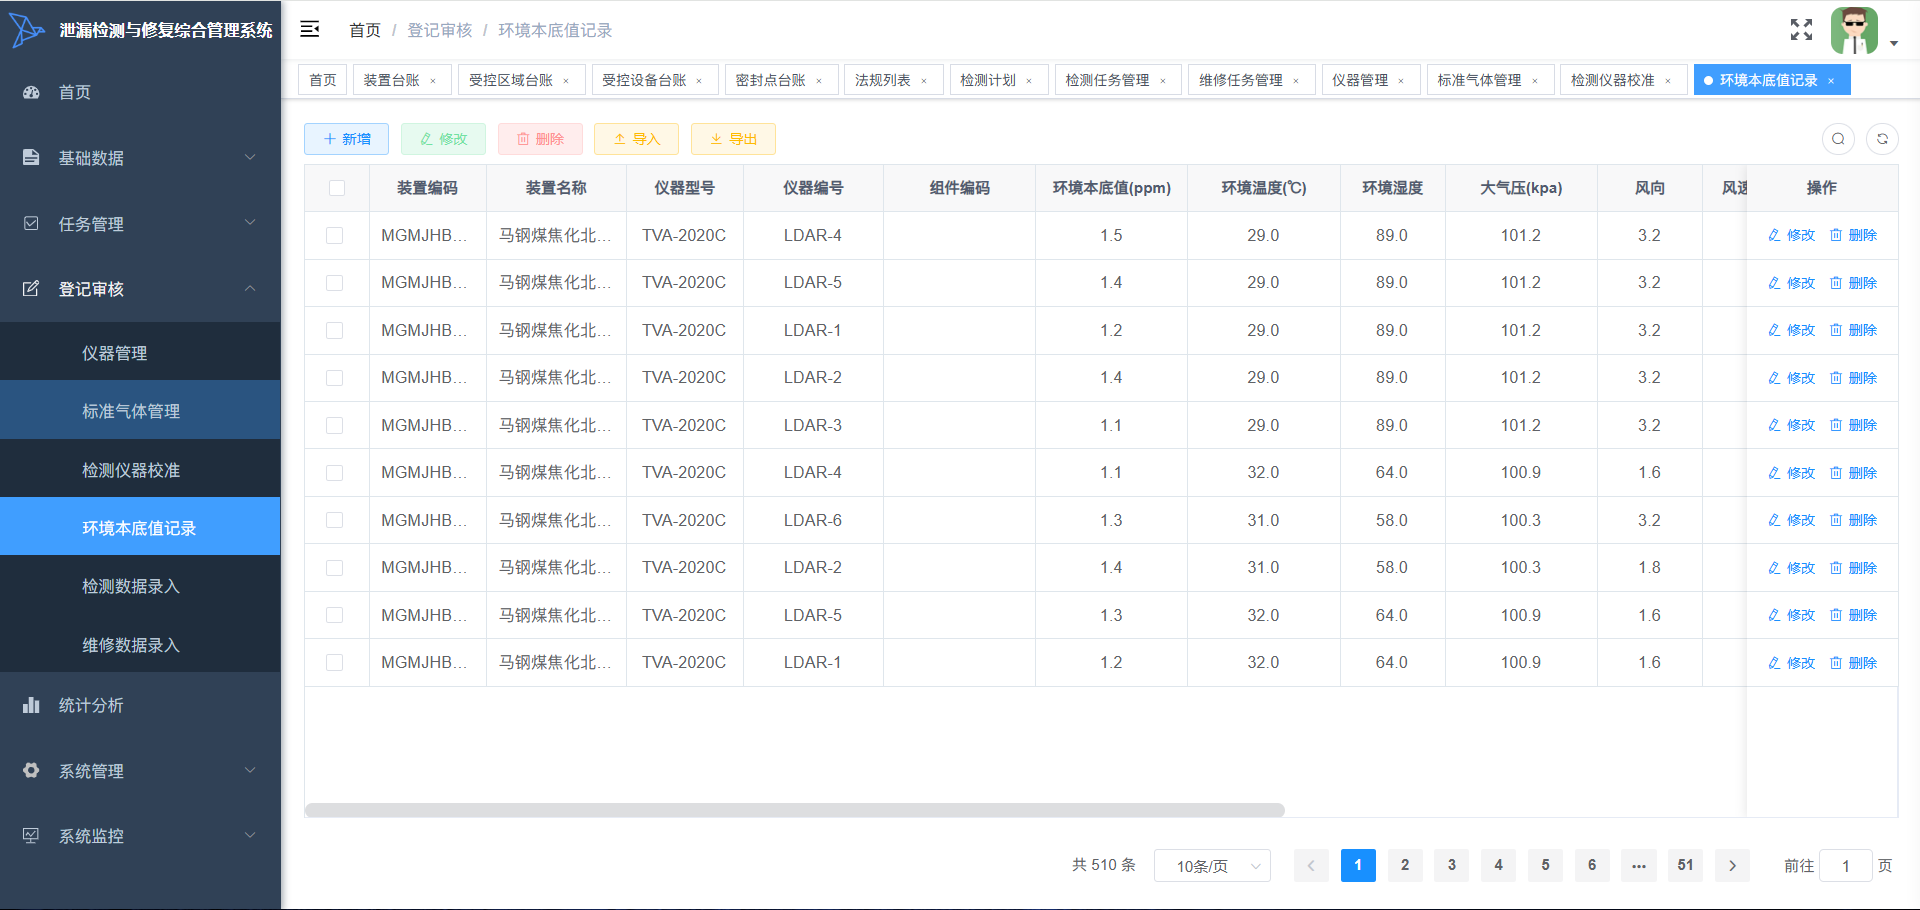 泄漏检测与修复综合管理系统
首页 / 登记审核 / 环境本底值记录
首页
基础数据
任务管理
登记审核
仪器管理
标准气体管理
检测仪器校准
环境本底值记录
检测数据录入
维修数据录入
统计分析
系统管理
系统监控
首页 装置台账 × 受控区域台账 × 受控设备台账 × 密封点台账 × 法规列表 × 检测计划 × 检测任务管理 × 维修任务管理 × 仪器管理 × 标准气体管理 × 检测仪器校准 × 环境本底值记录 ×
新增 修改 删除 导入 导出
装置编码 装置名称 仪器型号 仪器编号 组件编码 环境本底值(ppm) 环境温度(℃) 环境湿度 大气压(kpa) 风向 风速 操作
MGMJHB... 马钢煤焦化北... TVA-2020C LDAR-4 1.5 29.0 89.0 101.2 3.2 修改 删除
MGMJHB... 马钢煤焦化北... TVA-2020C LDAR-5 1.4 29.0 89.0 101.2 3.2 修改 删除
MGMJHB... 马钢煤焦化北... TVA-2020C LDAR-1 1.2 29.0 89.0 101.2 3.2 修改 删除
MGMJHB... 马钢煤焦化北... TVA-2020C LDAR-2 1.4 29.0 89.0 101.2 3.2 修改 删除
MGMJHB... 马钢煤焦化北... TVA-2020C LDAR-3 1.1 29.0 89.0 101.2 3.2 修改 删除
MGMJHB... 马钢煤焦化北... TVA-2020C LDAR-4 1.1 32.0 64.0 100.9 1.6 修改 删除
MGMJHB... 马钢煤焦化北... TVA-2020C LDAR-6 1.3 31.0 58.0 100.3 3.2 修改 删除
MGMJHB... 马钢煤焦化北... TVA-2020C LDAR-2 1.4 31.0 58.0 100.3 1.8 修改 删除
MGMJHB... 马钢煤焦化北... TVA-2020C LDAR-5 1.3 32.0 64.0 100.9 1.6 修改 删除
MGMJHB... 马钢煤焦化北... TVA-2020C LDAR-1 1.2 32.0 64.0 100.9 1.6 修改 删除
共 510 条 10条/页 1 2 3 4 5 6 ••• 51 前往 1 页